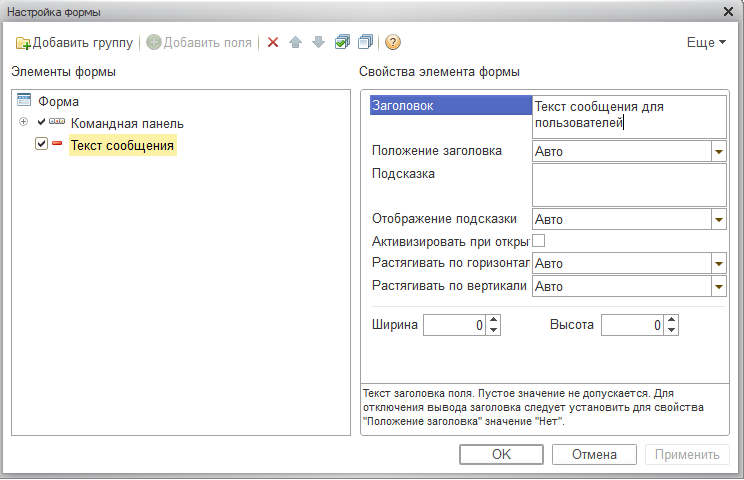 Настройка формы
Добавить группу
Добавить поля
Еще
Элементы формы
Свойства элемента формы
Форма
Командная панель
Текст сообщения
Заголовок
Текст сообщения для
пользователей
Положение заголовка
Авто
Подсказка
Отображение подсказки
Авто
Активизировать при откры
Растягивать по горизонтал
Авто
Растягивать по вертикали
Авто
Ширина
0
Высота
0
Текст заголовка поля. Пустое значение не допускается. Для
отключения вывода заголовка следует установить для свойства
"Положение заголовка" значение "Нет".
OK
Отмена
Применить